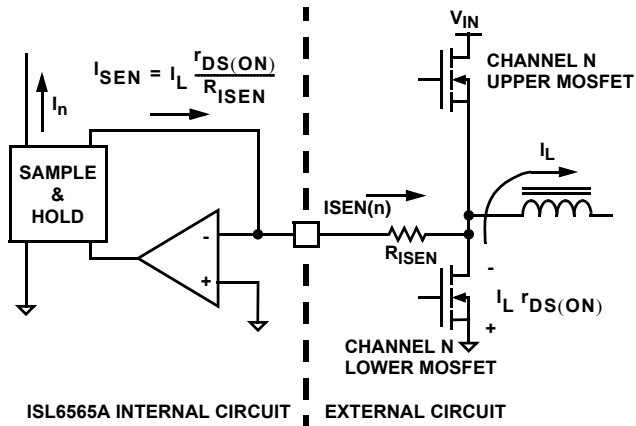 V_IN
CHANNEL N
UPPER MOSFET
I_SEN = I_L r_DS(ON) / R_ISEN
I_n
SAMPLE
&
HOLD
I_L
ISEN(n)
-
+
R_ISEN
-
I_L r_DS(ON)
+
CHANNEL N
LOWER MOSFET
ISL6565A INTERNAL CIRCUIT
EXTERNAL CIRCUIT